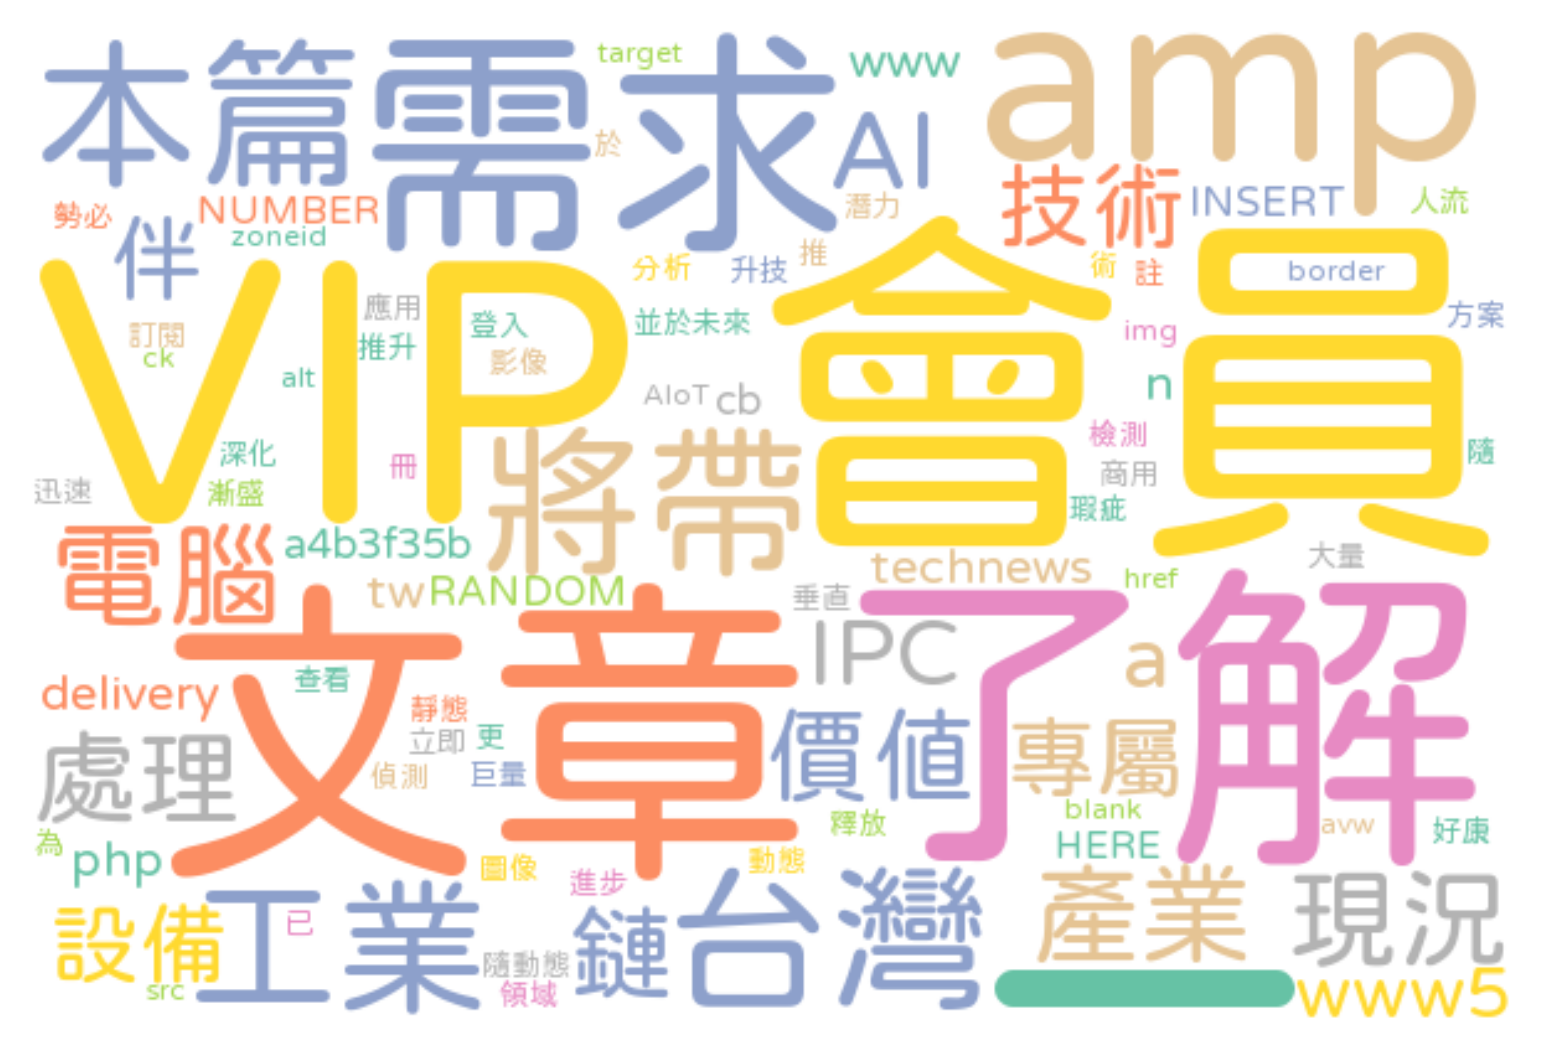 本篇
需求
target
www
amp
於
AI
潛力
技術
INSERT
人流
勢必
NUMBER
zoneid
伴
分析
升技
推
術
註
border
方案
VIP
會員
訂閱
ck
應用
推升
登入
影像
並於未來
img
alt
AIoT
cb
n
深化
漸盛
迅速
冊
將帶
檢測
商用
瑕疵
隨
電腦
a4b3f35b
tw
RANDOM
technews
href
大量
文章
垂直
IPC
了解
a
delivery
查看
靜態
立即
更
偵測
巨量
價值
專屬
處理
為
php
釋放
blank
HERE
avw
好康
圖像
進步
動態
設備
工業
已
src
隨動態
領域
鏈
台灣
產業
一
現況
www5